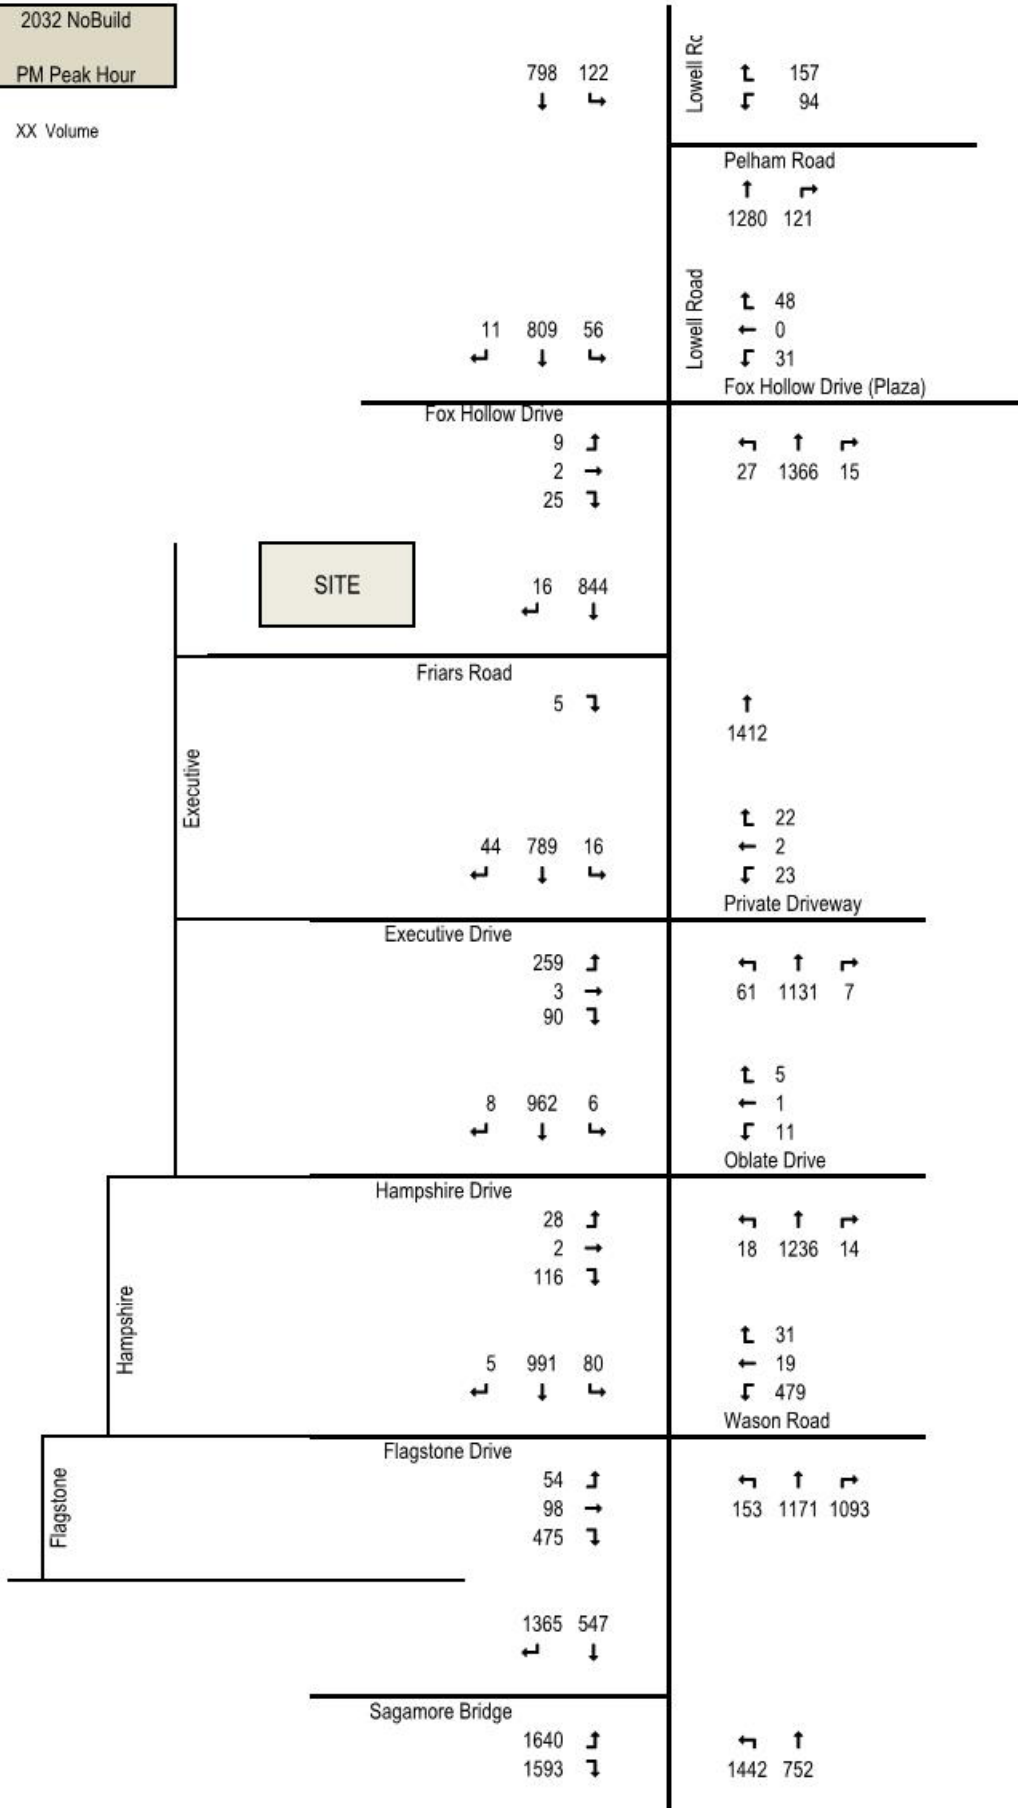 2032 NoBuild
PM Peak Hour
XX Volume
798 122
Lowell Rc
157
94
Pelham Road
1280 121
Lowell Road
48
0
31
11 809 56
Fox Hollow Drive (Plaza)
Fox Hollow Drive
9
2
25
27 1366 15
SITE
16 844
Friars Road
5
1412
Executive
22
2
23
44 789 16
Private Driveway
Executive Drive
259
3
90
61 1131 7
5
1
11
8 962 6
Oblate Drive
Hampshire Drive
28
2
116
18 1236 14
Hampshire
31
19
479
5 991 80
Wason Road
Flagstone Drive
54
98
475
153 1171 1093
Flagstone
1365 547
Sagamore Bridge
1640
1593
1442 752